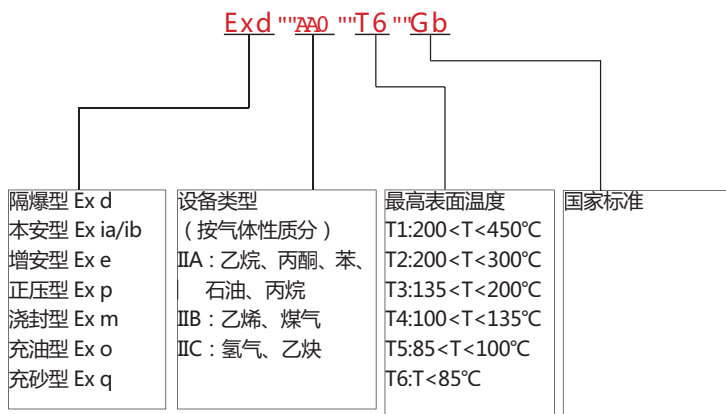 Exd "" AA0 "" T6 "" Gb
隔爆型 Ex d
本安型 Ex ia/ib
增安型 Ex e
正压型 Ex p
浇封型 Ex m
充油型 Ex o
充砂型 Ex q
设备类型
（按气体性质分）
IIA：乙烷、丙酮、苯、
石油、丙烷
IIB：乙烯、煤气
IIC：氢气、乙炔
最高表面温度
T1:200<T<450℃
T2:200<T<300℃
T3:135<T<200℃
T4:100<T<135℃
T5:85<T<100℃
T6:T<85℃
国家标准